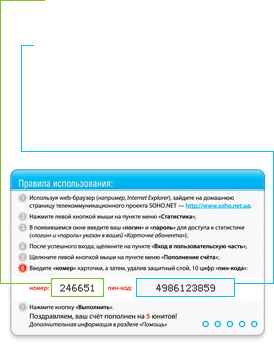 Правила использования:
1 Используя web-браузер (например, Internet Explorer), зайдите на домашнюю
страницу телекоммуникационного проекта SOHO.NET — http://www.soho.net.ua;
2 Нажмите левой кнопкой мыши на пункте меню «Статистика»;
3 В появившемся окне введите ваш «логин» и «пароль» для доступа к статистике
(«логин» и «пароль» указан в вашей «Карточке абонента»);
4 После успешного входа, щёлкните на пункте «Вход в пользовательскую часть»;
5 Щелкните левой кнопкой мыши на пункте меню «Пополнение счёта»;
6 Введите «номер» карточки, а затем, удалив защитный слой, 10 цифр «пин-кода»:
номер: 246651 пин-код: 4986123859
7 Нажмите кнопку «Выполнить».
Поздравляем, ваш счёт пополнен на 5 юнитов!
Дополнительная информация в разделе «Помощь»